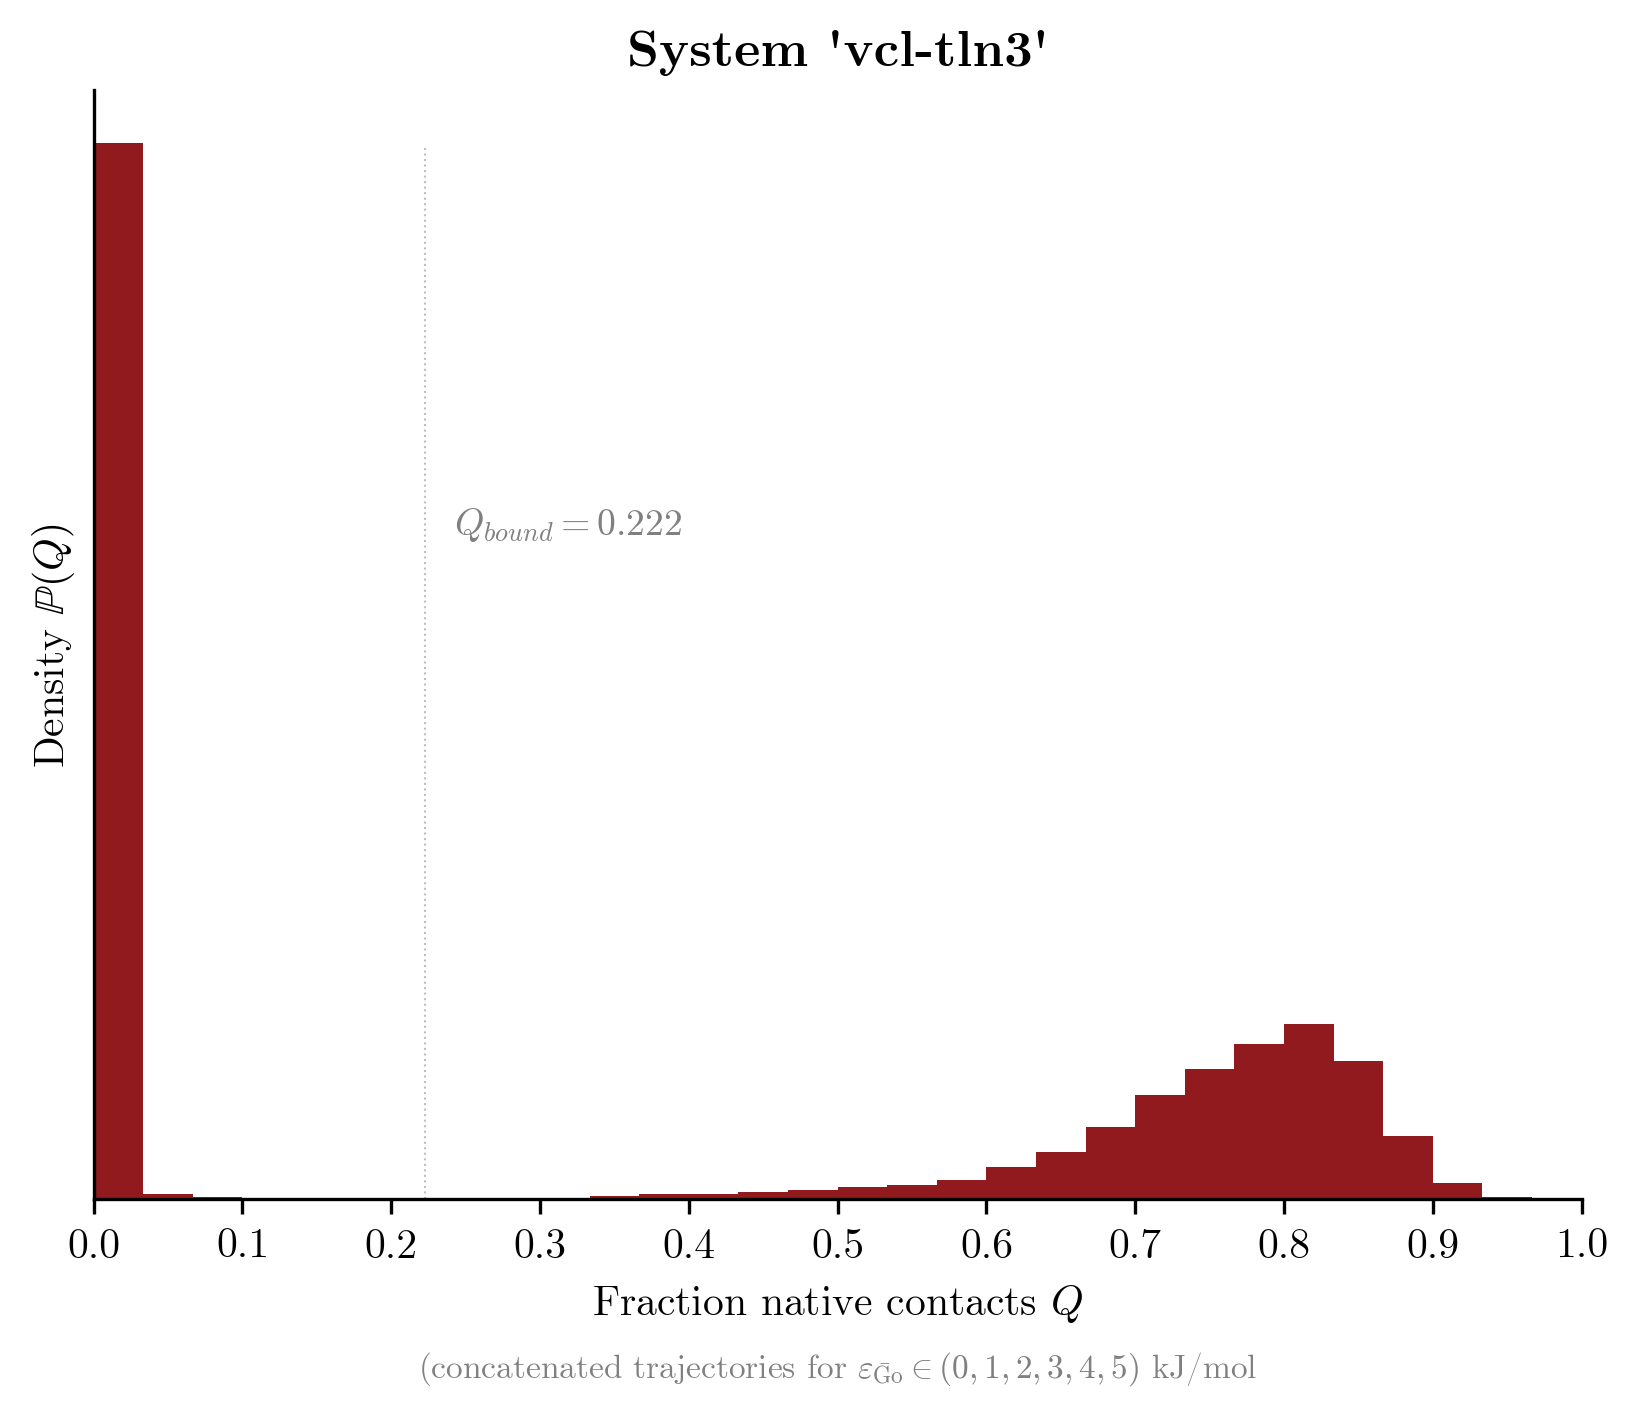 System 'vcl-tln3'
Density ℙ(Q)
Q_bound = 0.222
0.0 0.1 0.2 0.3 0.4 0.5 0.6 0.7 0.8 0.9 1.0
Fraction native contacts Q
(concatenated trajectories for ε_Ḡo ∈ (0, 1, 2, 3, 4, 5) kJ/mol